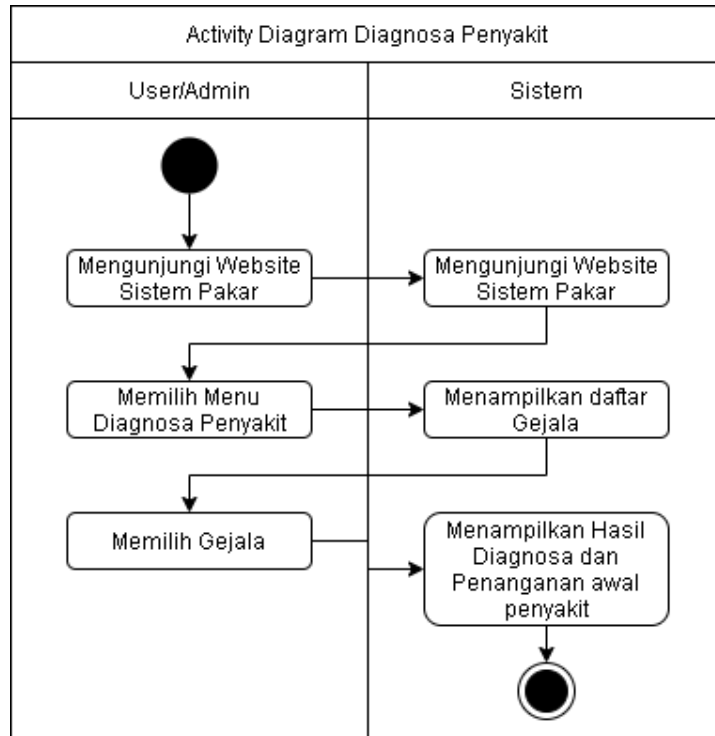 Activity Diagram Diagnosa Penyakit
User/Admin
Sistem
Mengunjungi Website
Sistem Pakar
Mengunjungi Website
Sistem Pakar
Memilih Menu
Diagnosa Penyakit
Menampilkan daftar
Gejala
Memilih Gejala
Menampilkan Hasil
Diagnosa dan
Penanganan awal
penyakit